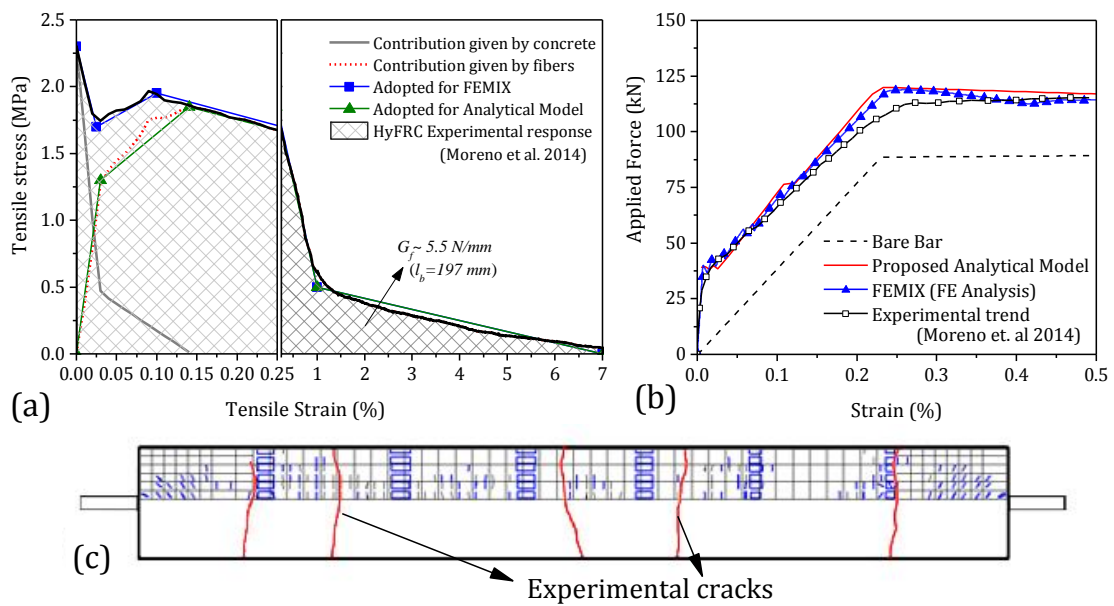 2.5
2.0
1.5
1.0
0.5
0.0
Tensile stress (MPa)
Contribution given by concrete
Contribution given by fibers
Adopted for FEMIX
Adopted for Analytical Model
HyFRC Experimental response
(Moreno et al. 2014)
G_f~ 5.5 N/mm
(l_b=197 mm)
0.00 0.05 0.10 0.15 0.20 0.25 1 2 3 4 5 6 7
Tensile Strain (%)
(a)
150
125
100
75
50
25
0
Applied Force (kN)
Bare Bar
Proposed Analytical Model
FEMIX (FE Analysis)
Experimental trend
(Moreno et. al 2014)
0.0 0.1 0.2 0.3 0.4 0.5
Strain (%)
(b)
(c)
Experimental cracks